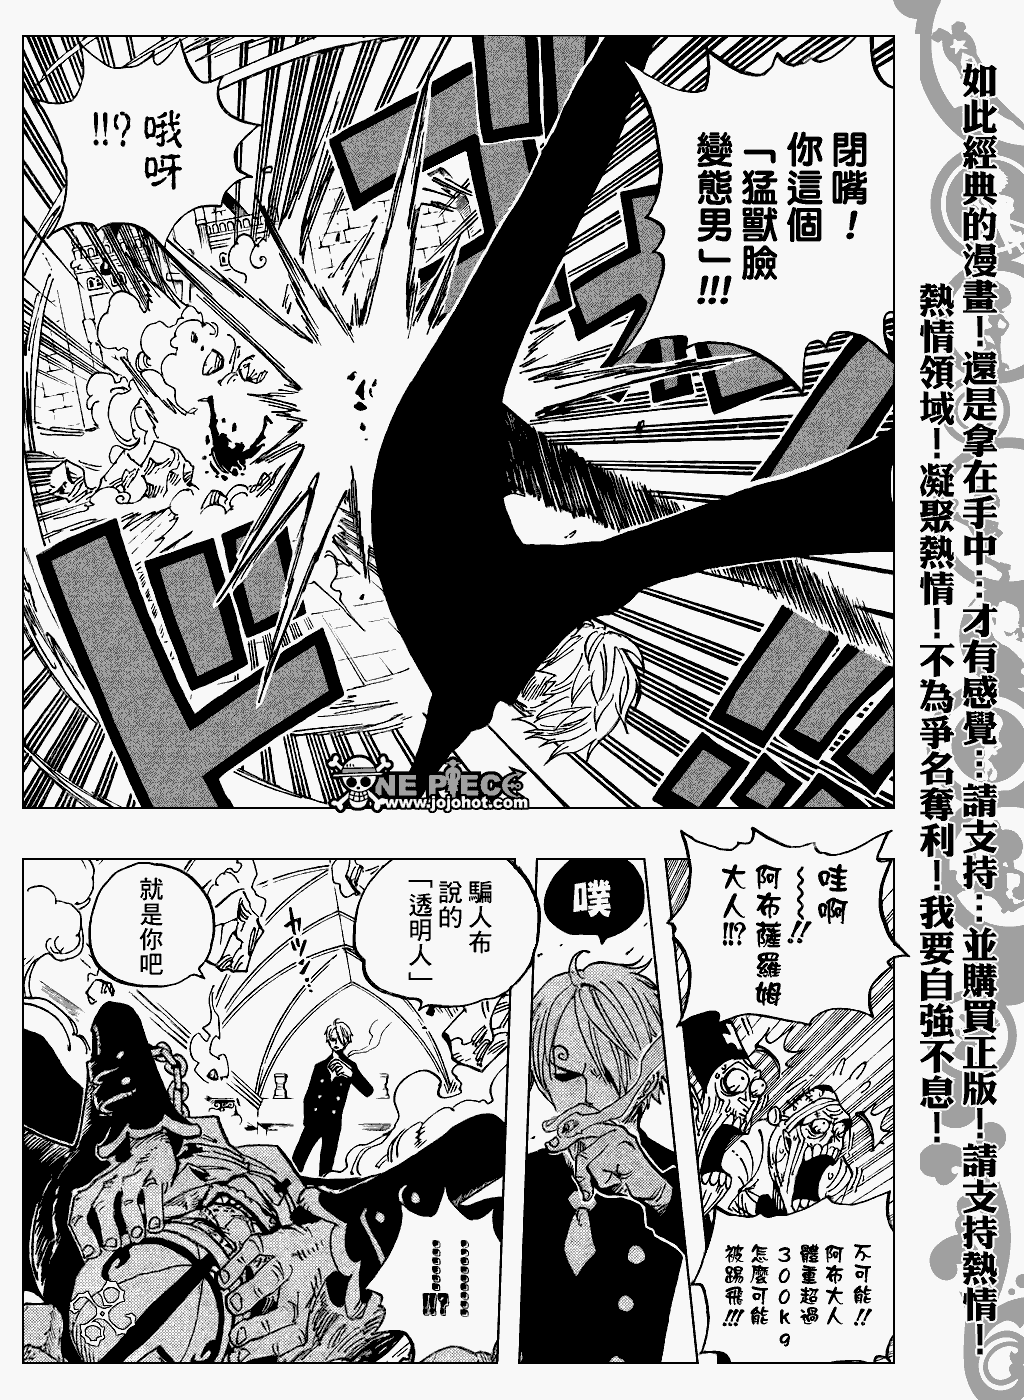 閉嘴！
你這個
「猛獸臉
變態男」!!!
哦呀
!!?
ONE PIECE
www.jojohot.com
哇啊
~~~~!!
阿布薩羅姆
大人!!?
不可能!!
阿布大人
體重超過
300kg
怎麼可能
被踢飛!!!
噗
騙人布
說的
「透明人」
就是你吧
……!!?
如此經典的漫畫！還是拿在手中…才有感覺…請支持…並購買正版！請支持熱情！
熱情領域！凝聚熱情！不為爭名奪利！我要自強不息！